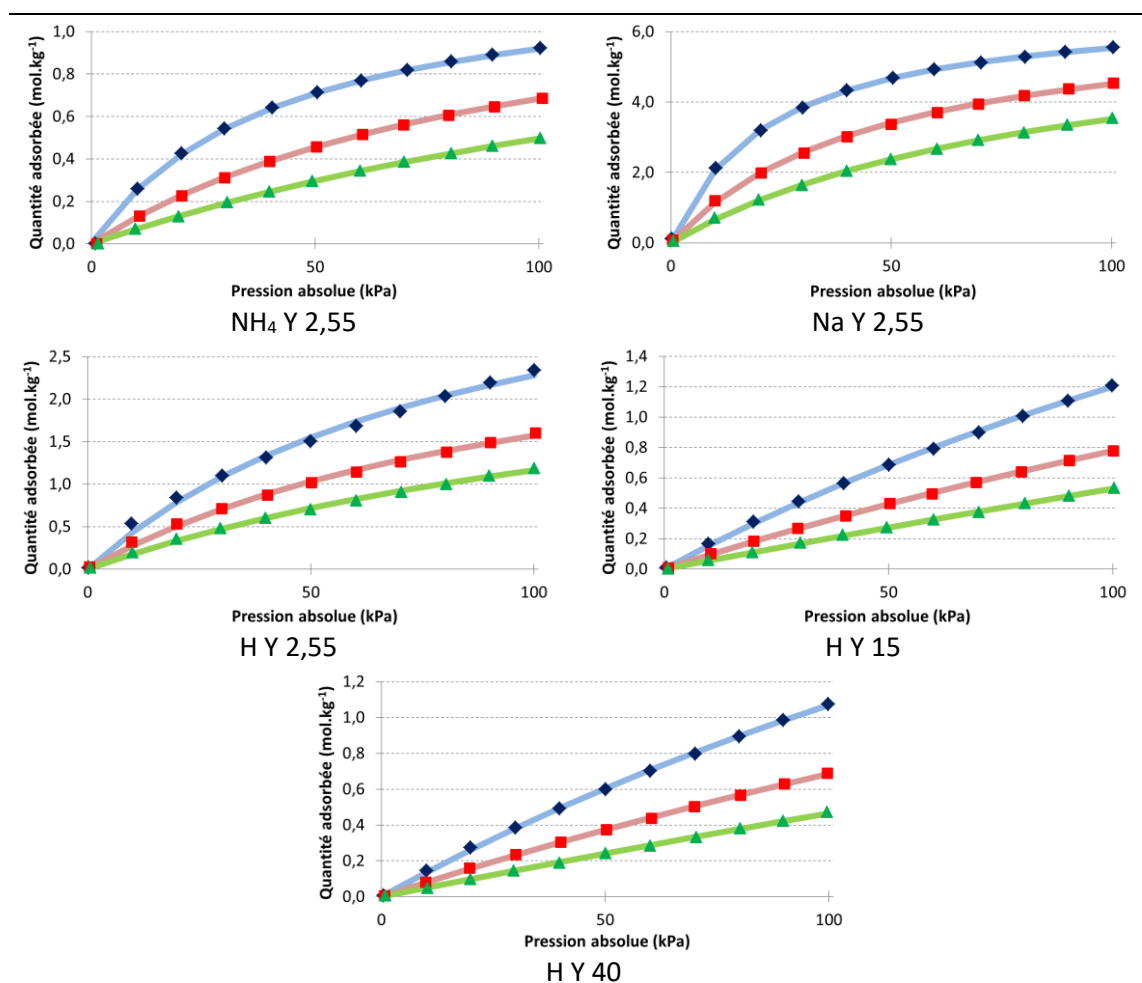 Quantité adsorbée (mol.kg⁻¹)
1,0
0,8
0,6
0,4
0,2
0,0
0 50 100
Pression absolue (kPa)
NH₄ Y 2,55
Quantité adsorbée (mol.kg⁻¹)
6,0
4,0
2,0
0,0
0 50 100
Pression absolue (kPa)
Na Y 2,55
Quantité adsorbée (mol.kg⁻¹)
2,5
2,0
1,5
1,0
0,5
0,0
0 50 100
Pression absolue (kPa)
H Y 2,55
Quantité adsorbée (mol.kg⁻¹)
1,4
1,2
1,0
0,8
0,6
0,4
0,2
0,0
0 50 100
Pression absolue (kPa)
H Y 15
Quantité adsorbée (mol.kg⁻¹)
1,2
1,0
0,8
0,6
0,4
0,2
0,0
0 50 100
Pression absolue (kPa)
H Y 40